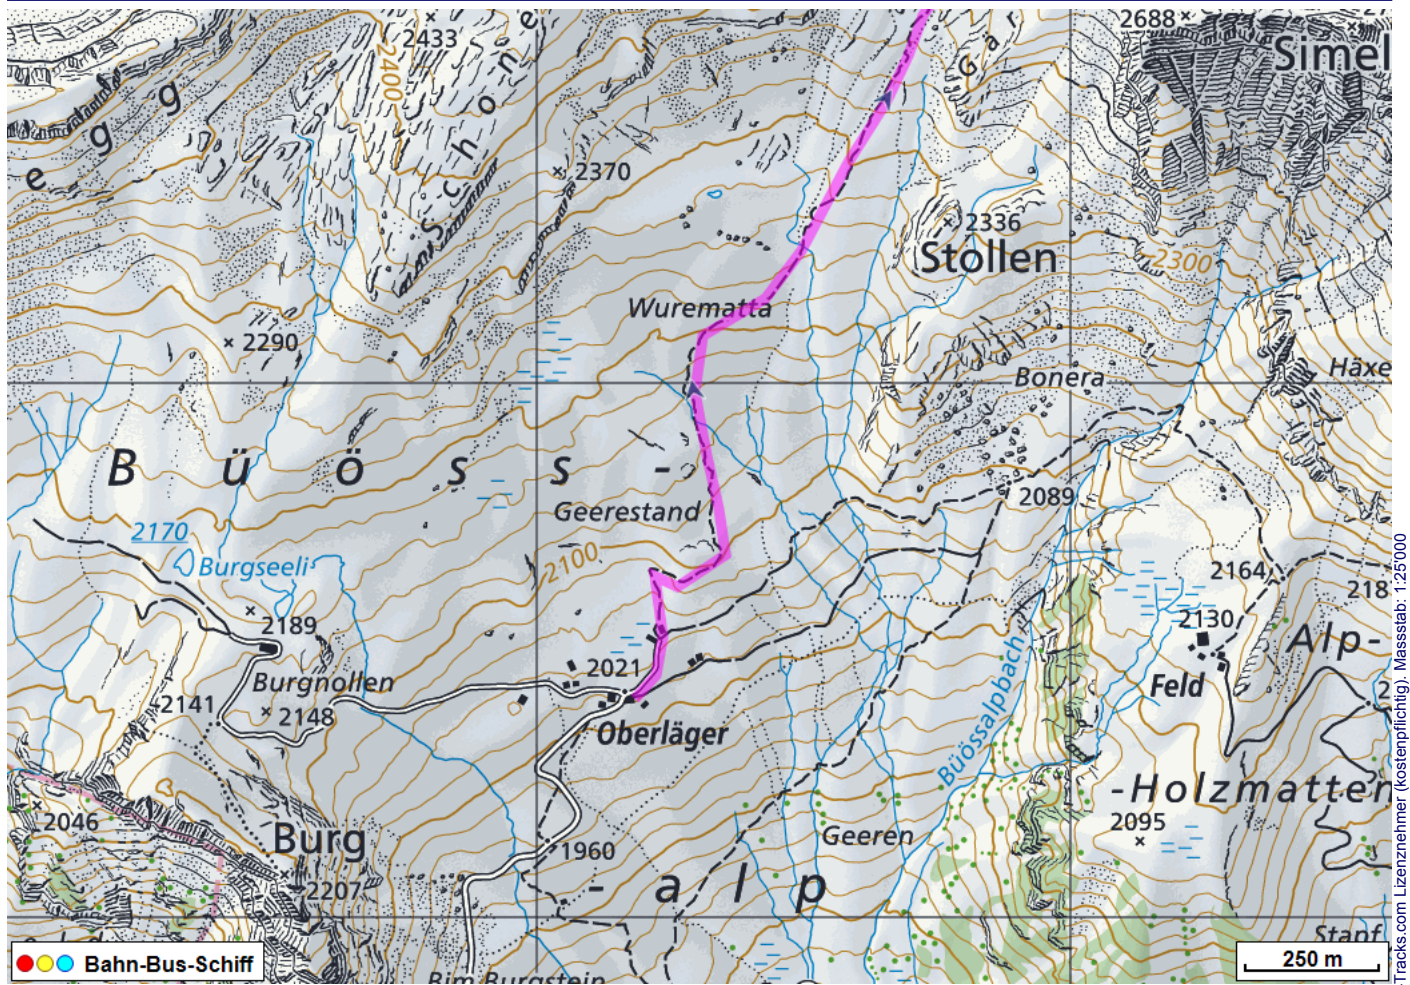 2433
2688
Simel
e g g
S c h o n e
G a r
2400
2370
2336
Stollen
2300
Wurematta
2290
Bonera
Häxe
B ü ö s s -
2089
Geerestand
2170
Burgseeli
2100
2164
218
2189
2130
Alp-
2021
Burgnollen
2141
2148
Feld
2
Oberläger
Büössalpbach
-Holzmatten
2046
2095
Burg
Geeren
1960
2207
- a l p
Stapf
Bim Burgstein
Bahn-Bus-Schiff
250 m
-Tracks.com Lizenznehmer (kostenpflichtig). Massstab: 1:25'000